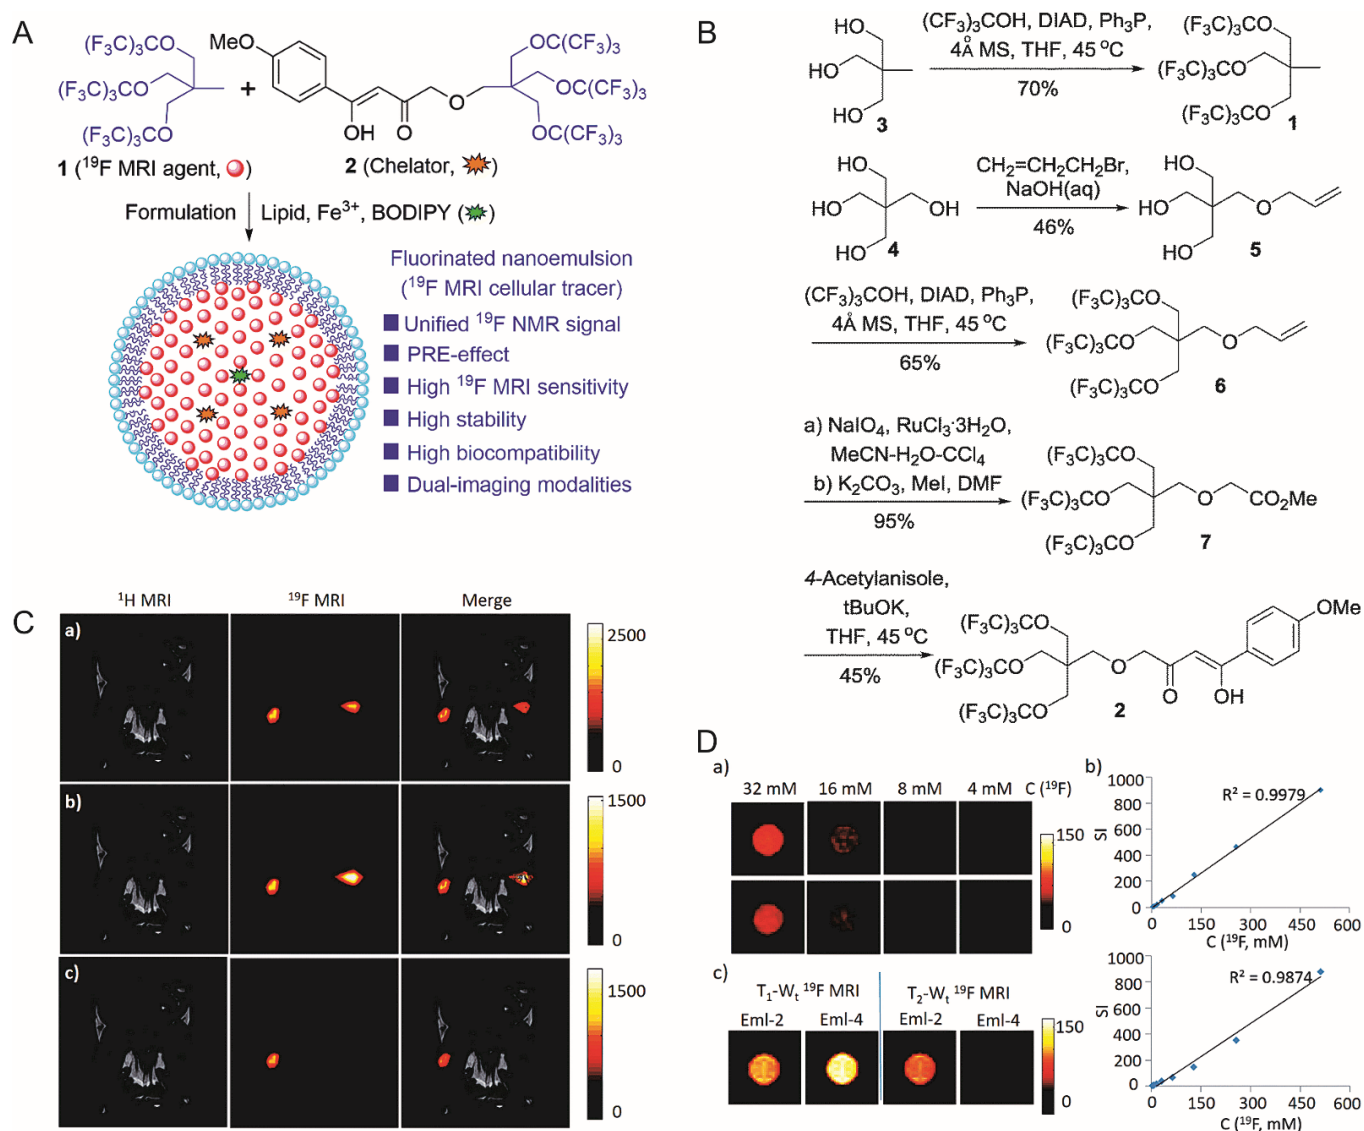 A
(F3C)3CO
(F3C)3CO
(F3C)3CO
+
MeO
OH
O
O
OC(CF3)3
OC(CF3)3
OC(CF3)3
1 (19F MRI agent, )
2 (Chelator, )
Formulation
Lipid, Fe3+, BODIPY ( )
Fluorinated nanoemulsion
(19F MRI cellular tracer)
Unified 19F NMR signal
PRE-effect
High 19F MRI sensitivity
High stability
High biocompatibility
Dual-imaging modalities
B
HO
HO
HO
3
(CF3)3COH, DIAD, Ph3P,
4Å MS, THF, 45 °C
70%
(F3C)3CO
(F3C)3CO
(F3C)3CO
1
HO
HO
OH
HO
4
CH2=CH2CH2Br,
NaOH(aq)
46%
HO
HO
O
HO
5
(CF3)3COH, DIAD, Ph3P,
4Å MS, THF, 45 °C
65%
(F3C)3CO
(F3C)3CO
O
(F3C)3CO
6
a) NaIO4, RuCl3·3H2O,
MeCN-H2O-CCl4
b) K2CO3, MeI, DMF
95%
(F3C)3CO
(F3C)3CO
O
CO2Me
(F3C)3CO
7
4-Acetylanisole,
tBuOK,
THF, 45 °C
45%
(F3C)3CO
(F3C)3CO
O
(F3C)3CO
O
OH
OMe
2
C
1H MRI
19F MRI
Merge
a)
2500
0
b)
1500
0
c)
1500
0
D
a)
32 mM
16 mM
8 mM
4 mM
C (19F)
150
0
b)
1000
800
600
400
200
0
SI
R² = 0.9979
0
150
300
450
600
C (19F, mM)
1000
800
600
400
200
0
SI
R² = 0.9874
0
150
300
450
600
C (19F, mM)
c)
T1-Wt 19F MRI
T2-Wt 19F MRI
Eml-2
Eml-4
Eml-2
Eml-4
150
0